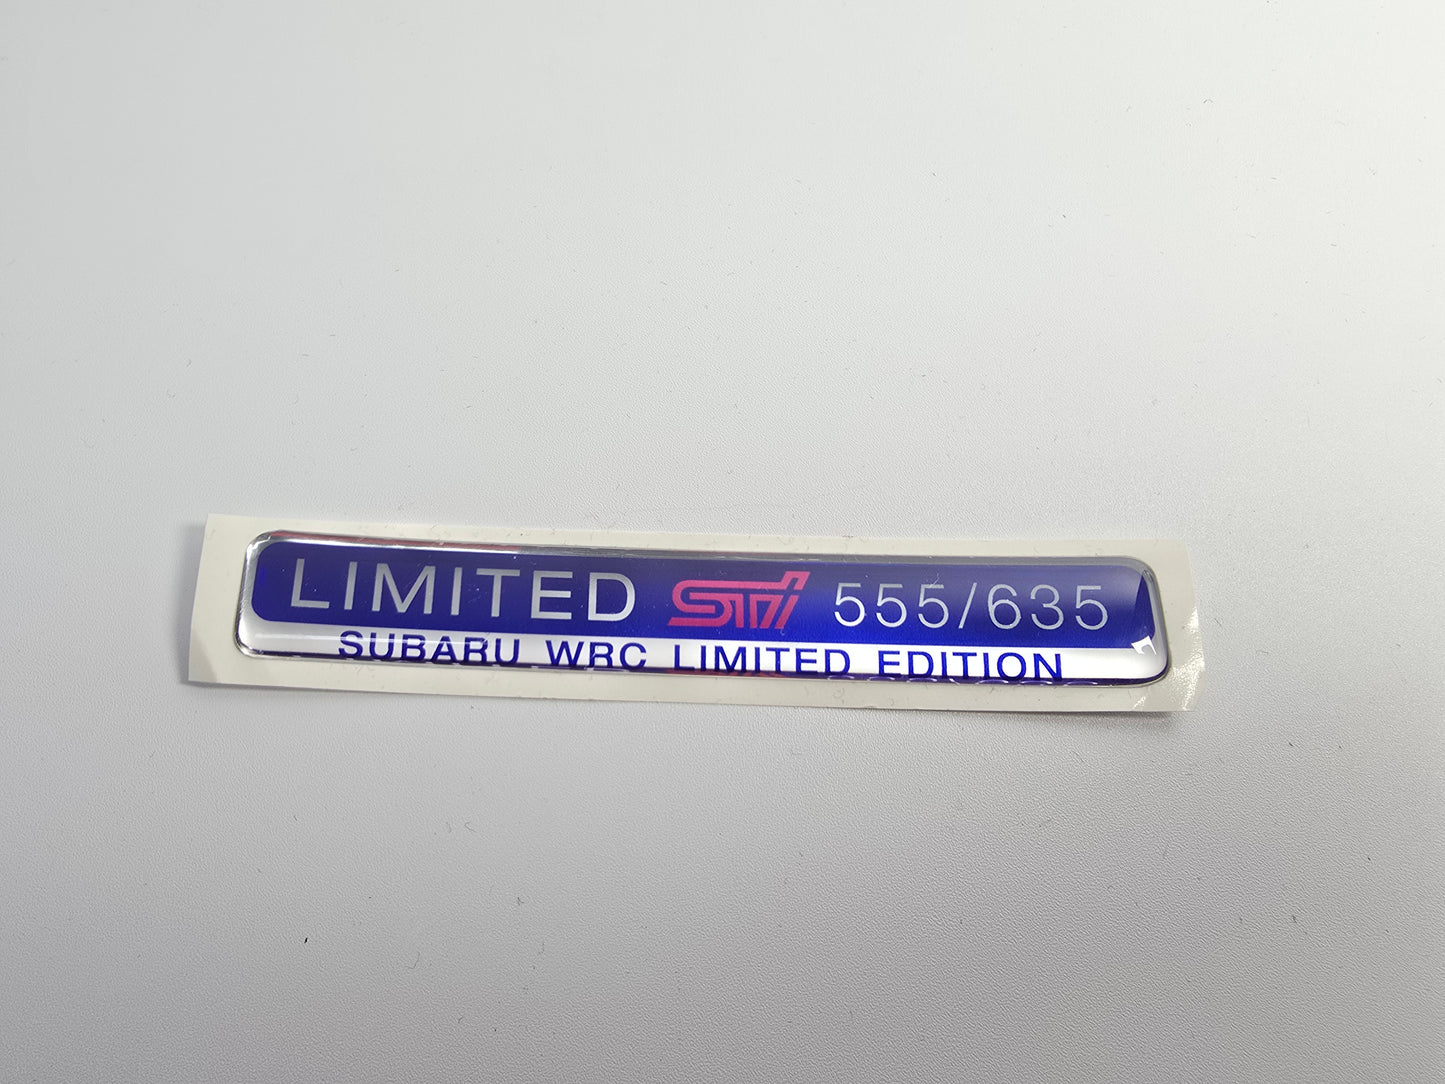 LIMITED STi 555/635
SUBARU WRC LIMITED EDITION